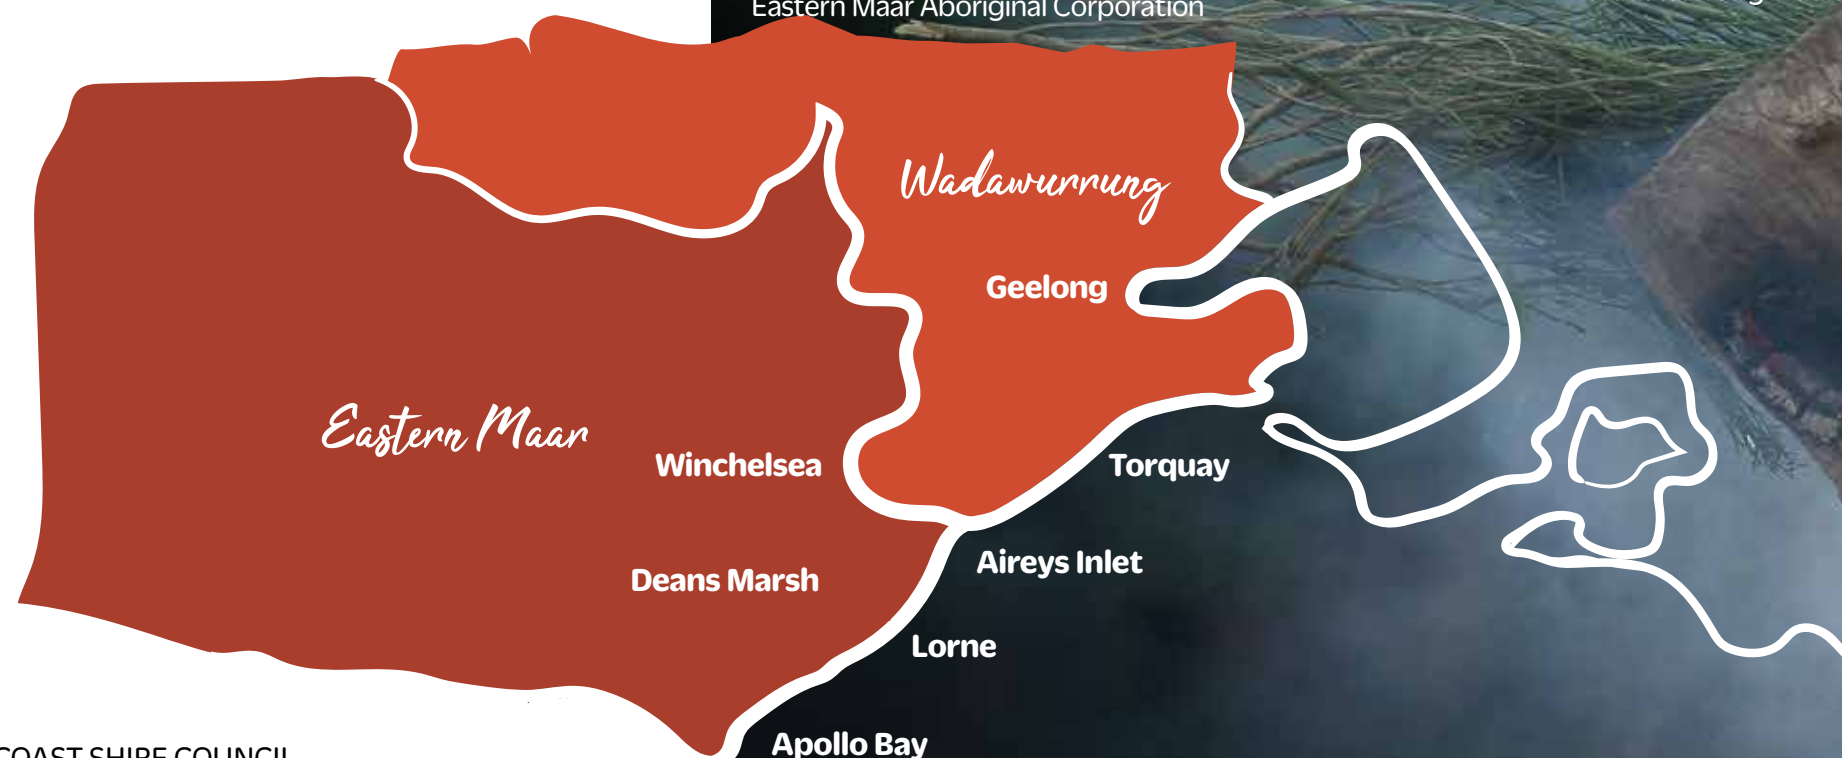 Eastern Maar Aboriginal Corporation
Wadawurrung
Geelong
Eastern Maar
Winchelsea
Torquay
Aireys Inlet
Deans Marsh
Lorne
Apollo Bay
COAST SHIRE COUNCIL